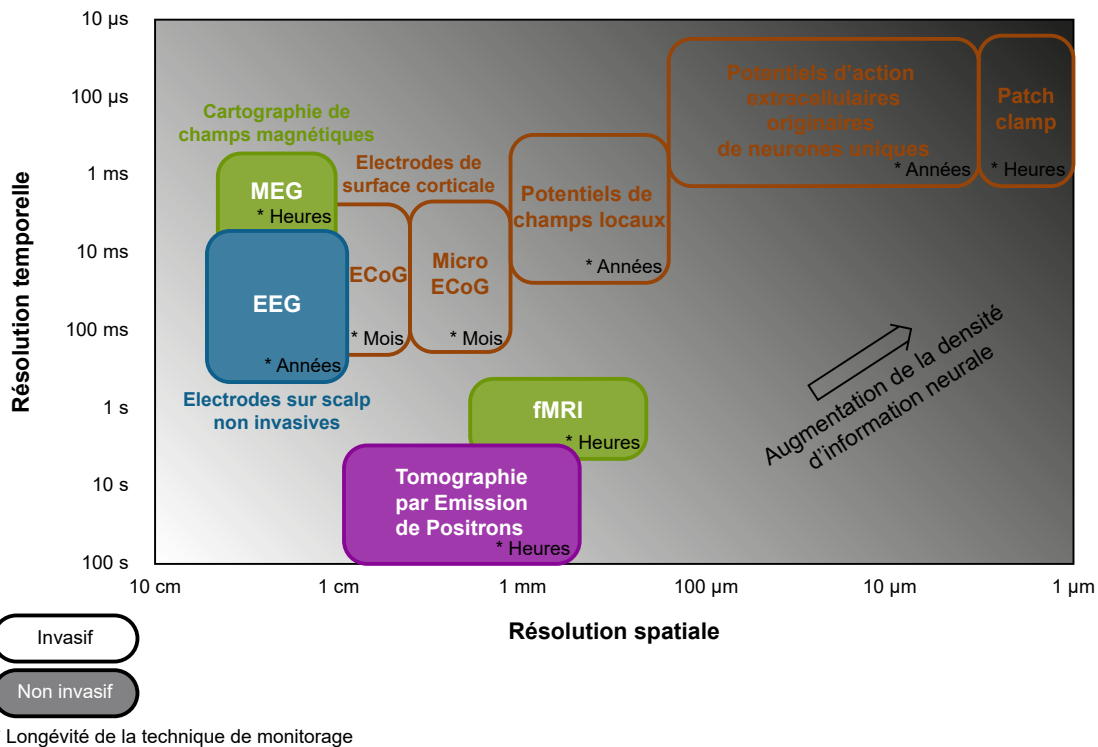 10 µs
100 µs
1 ms
10 ms
100 ms
1 s
10 s
100 s
Résolution temporelle
Cartographie de
champs magnétiques
MEG
* Heures
EEG
* Années
Electrodes sur scalp
non invasives
Electrodes de
surface corticale
ECoG
* Mois
Micro
ECoG
* Mois
Potentiels de
champs locaux
* Années
Potentiels d'action
extracellulaires
originaires
de neurones uniques
* Années
Patch
clamp
* Heures
fMRI
* Heures
Tomographie
par Emission
de Positrons
* Heures
Augmentation de la densité
d'information neurale
10 cm
1 cm
1 mm
100 µm
10 µm
1 µm
Résolution spatiale
Invasif
Non invasif
* Longévité de la technique de monitorage